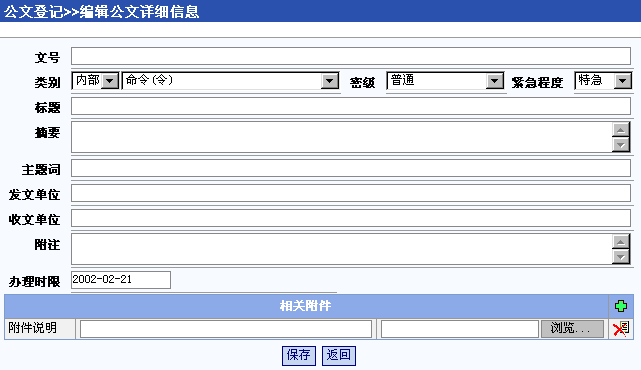 公文登记>>编辑公文详细信息
文号
类别 内部 命令(令) 密级 普通 紧急程度 特急
标题
摘要
主题词
发文单位
收文单位
附注
办理时限 2002-02-21
相关附件
附件说明 浏览...
保存 返回